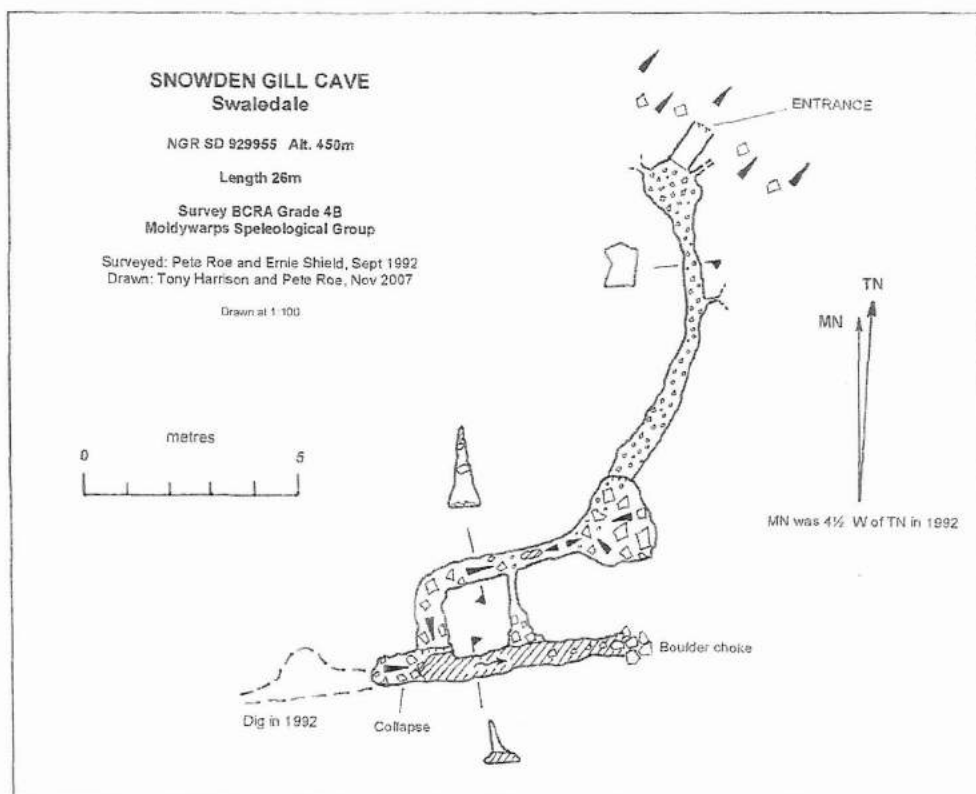 SNOWDEN GILL CAVE
Swaledale
NGR SD 929955 Alt. 450m
Length 26m
Survey BCRA Grade 4B
Moldywarps Speleological Group
Surveyed: Pete Roe and Ernie Shield, Sept 1992
Drawn: Tony Harrison and Pete Roe, Nov 2007
Drawn at 1:100
ENTRANCE
TN
MN
MN was 4½ W of TN in 1992
metres
0 5
Boulder choke
Dig in 1992
Collapse